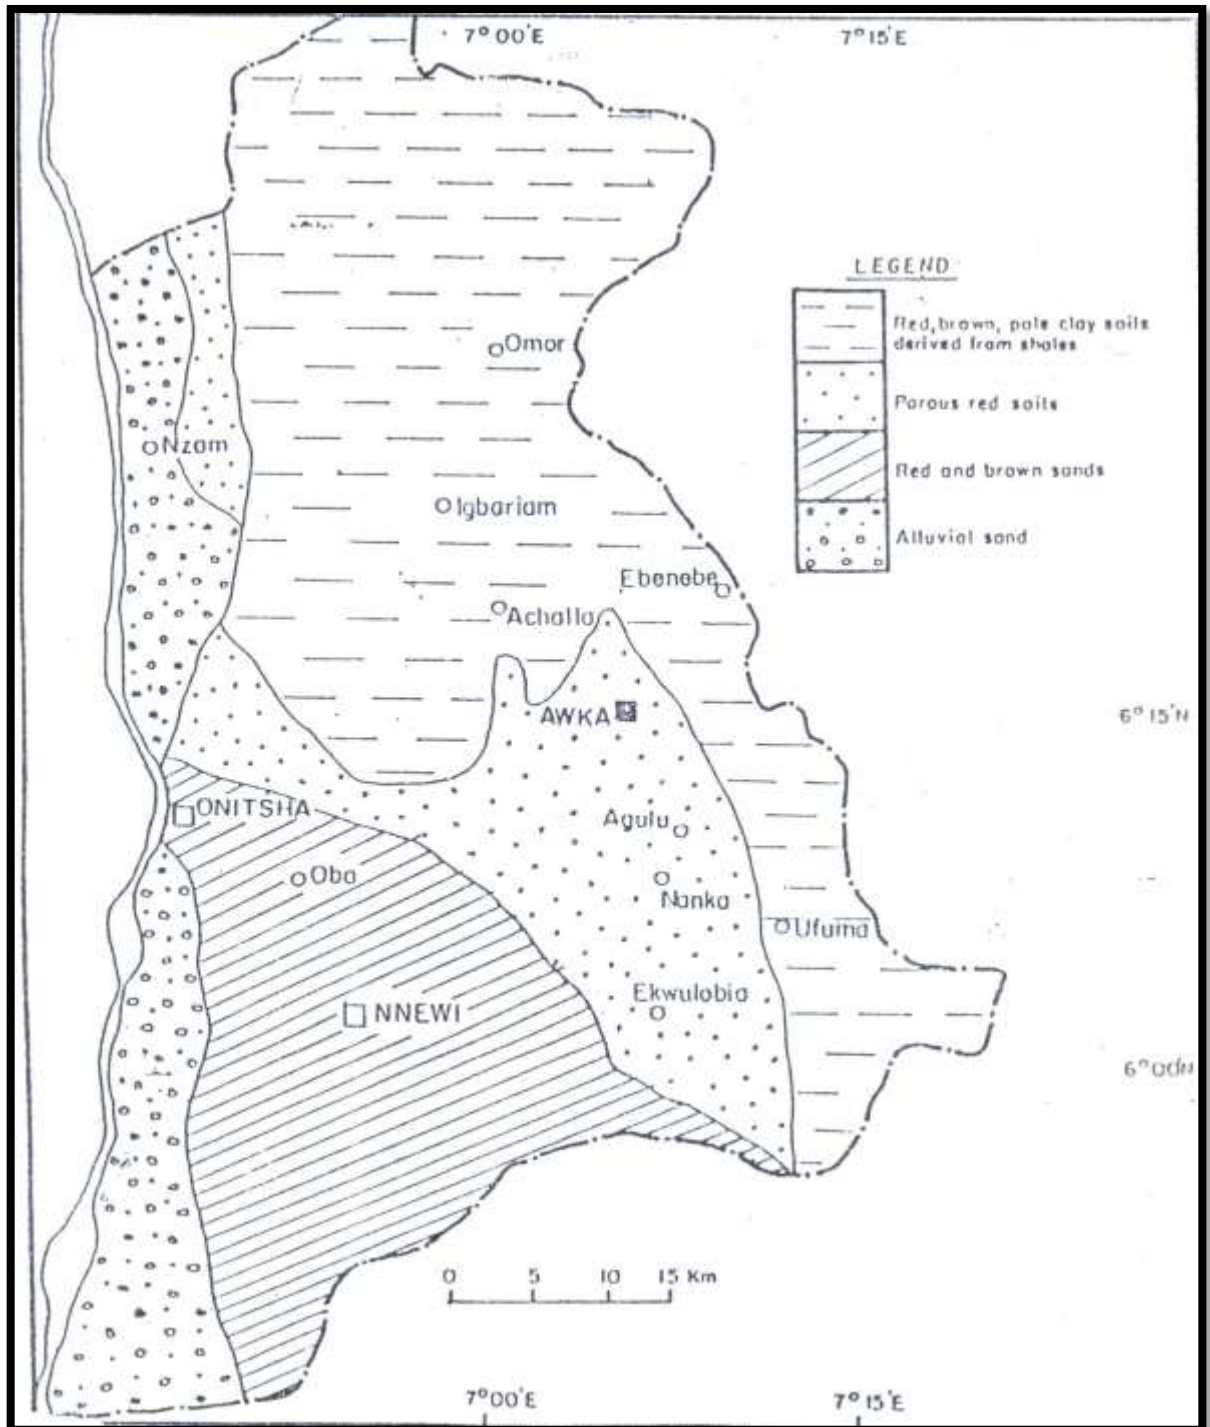 7°00'E
7°15'E
LEGEND
Red, brown, pale clay soils
derived from shales
Porous red soils
Red and brown sands
Alluvial sand
Omor
Nzam
Igbariam
Ebenebe
Achalla
AWKA
6°15'N
ONITSHA
Agulu
Oba
Nanka
Ufuma
Ekwulobia
NNEWI
6°00'N
0 5 10 15 Km
7°00'E
7°15'E